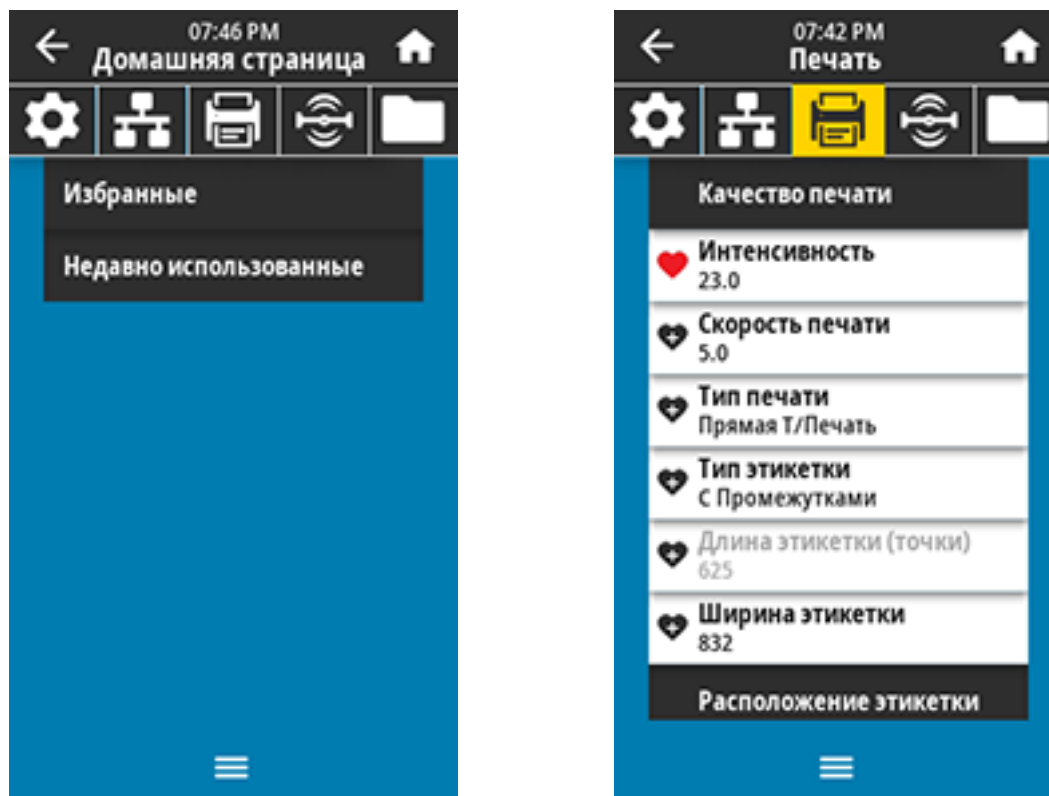 07:46 PM
Домашняя страница
Избранные
Недавно использованные
07:42 PM
Печать
Качество печати
Интенсивность
23.0
Скорость печати
5.0
Тип печати
Прямая Т/Печать
Тип этикетки
С Промежутками
Длина этикетки (точки)
625
Ширина этикетки
832
Расположение этикетки